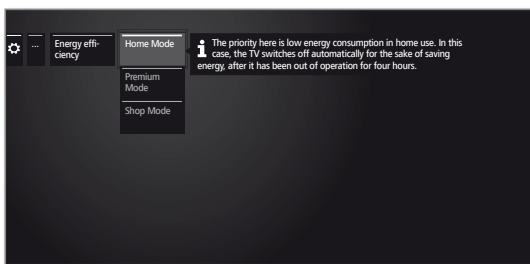 ...
Energy effi-
ciency
Home Mode
The priority here is low energy consumption in home use. In this
case, the TV switches off automatically for the sake of saving
energy, after it has been out of operation for four hours.
Premium
Mode
Shop Mode